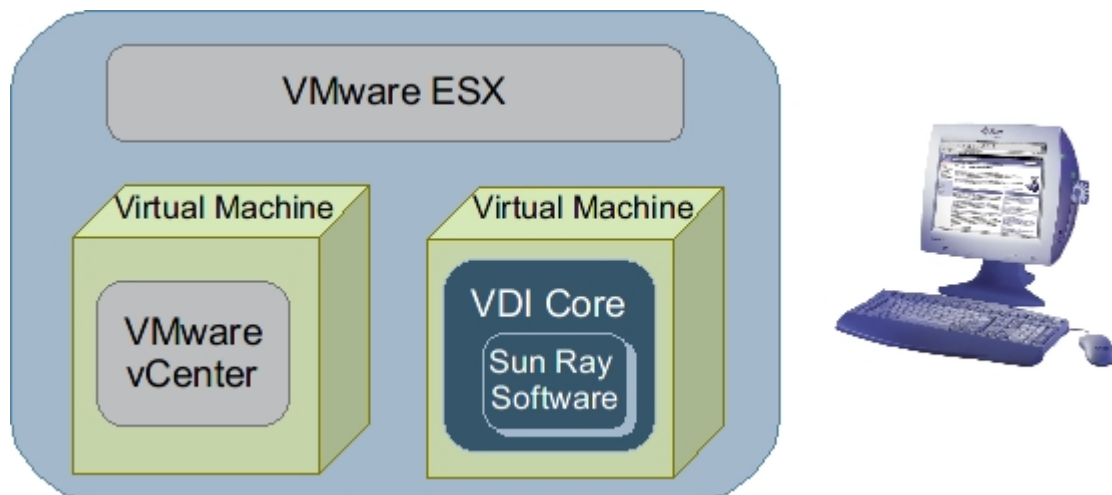 VMware ESX
Virtual Machine
Virtual Machine
VMware
vCenter
VDI Core
Sun Ray
Software